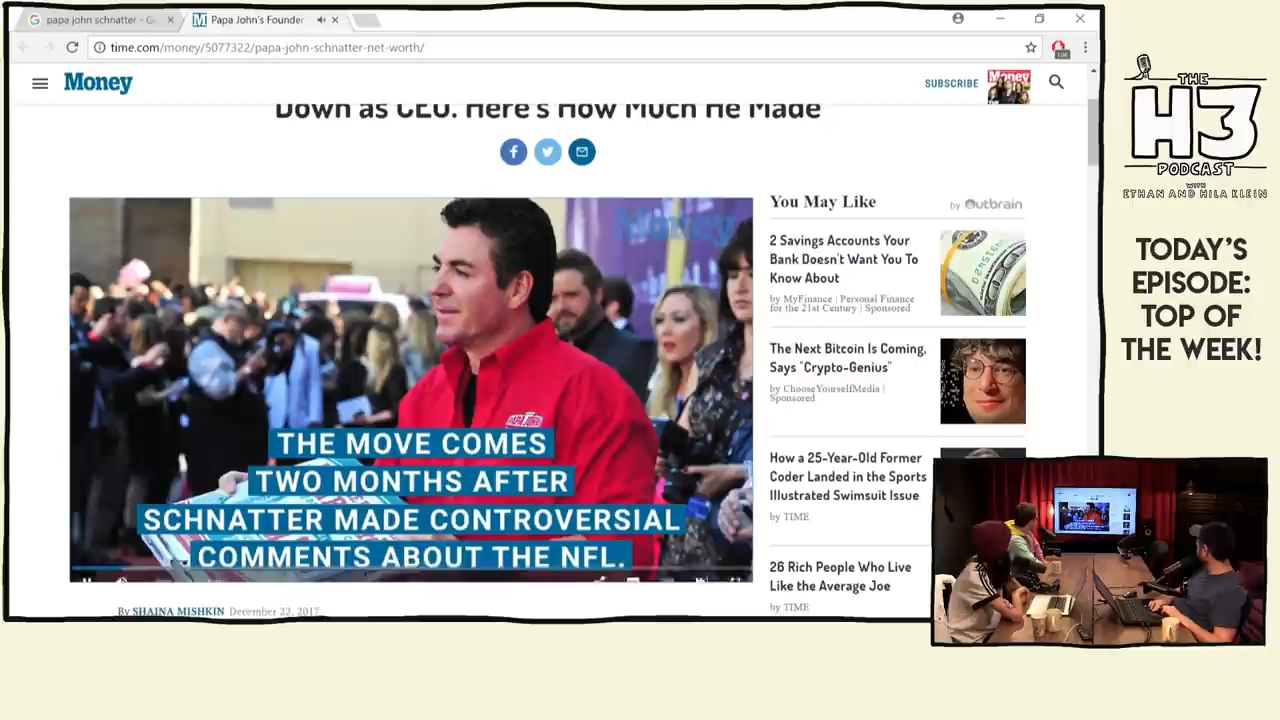 papa john schnatter - G
Papa John's Founder
time.com/money/5077322/papa-john-schnatter-net-worth/
106
Money
SUBSCRIBE
Money
Down as CEO. Here's How Much He Made
Money
PAPA JOHN'S
THE MOVE COMES
TWO MONTHS AFTER
SCHNATTER MADE CONTROVERSIAL
COMMENTS ABOUT THE NFL.
By SHAINA MISHKIN December 22, 2017
You May Like
by Outbrain
2 Savings Accounts Your
Bank Doesn't Want You To
Know About
by MyFinance | Personal Finance
for the 21st Century | Sponsored
The Next Bitcoin Is Coming,
Says "Crypto-Genius"
by ChooseYourselfMedia |
Sponsored
How a 25-Year-Old Former
Coder Landed in the Sports
Illustrated Swimsuit Issue
by TIME
26 Rich People Who Live
Like the Average Joe
by TIME
THE
H3
PODCAST
WITH
ETHAN AND HILA KLEIN
TODAY'S
EPISODE:
TOP OF
THE WEEK!